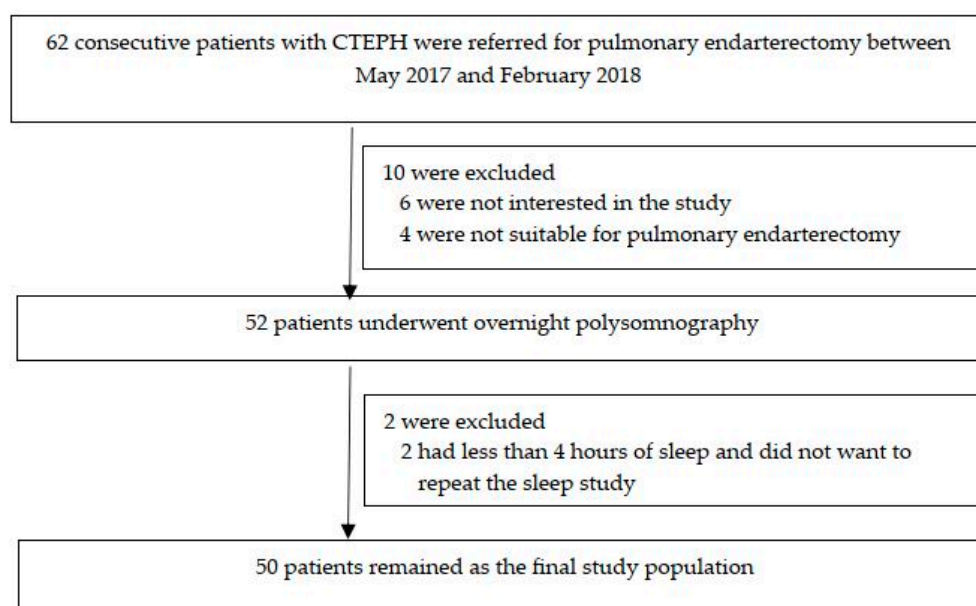 62 consecutive patients with CTEPH were referred for pulmonary endarterectomy between
May 2017 and February 2018
10 were excluded
6 were not interested in the study
4 were not suitable for pulmonary endarterectomy
52 patients underwent overnight polysomnography
2 were excluded
2 had less than 4 hours of sleep and did not want to
repeat the sleep study
50 patients remained as the final study population